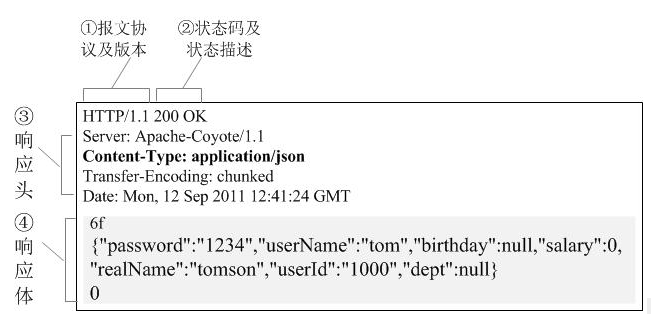 ①报文协
议及版本
②状态码及
状态描述
HTTP/1.1 200 OK
③
响
应
头
Server: Apache-Coyote/1.1
Content-Type: application/json
Transfer-Encoding: chunked
Date: Mon, 12 Sep 2011 12:41:24 GMT
④
响
应
体
6f
{"password":"1234","userName":"tom","birthday":null,"salary":0,
"realName":"tomson","userId":"1000","dept":null}
0